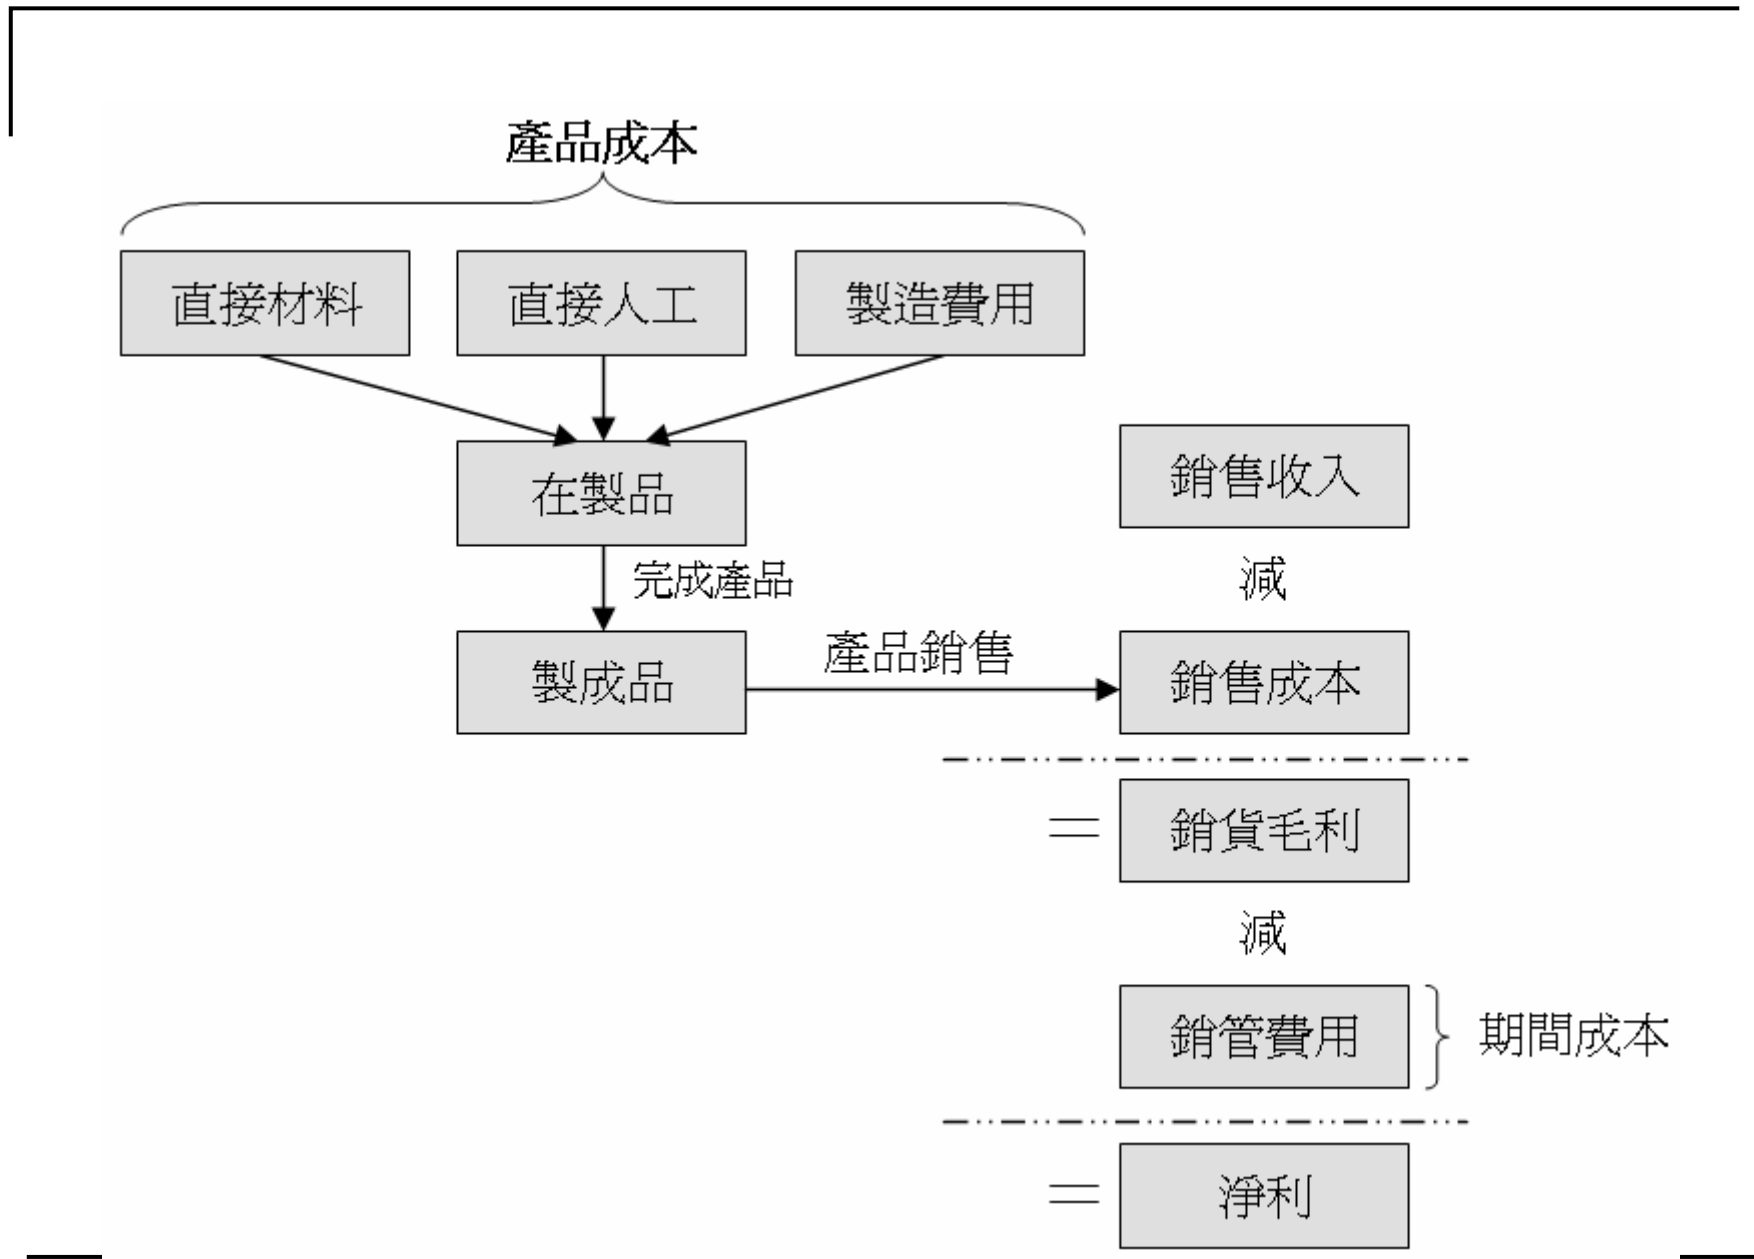 產品成本
直接材料
直接人工
製造費用
在製品
完成產品
製成品
產品銷售
銷售收入
減
銷售成本
=
銷貨毛利
減
銷管費用
期間成本
=
淨利